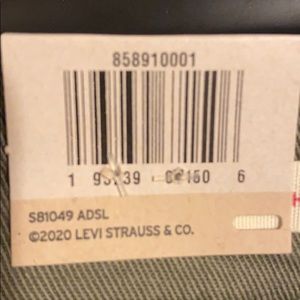 858910001
1 6
S81049 ADSL
©2020 LEVI STRAUSS & CO.